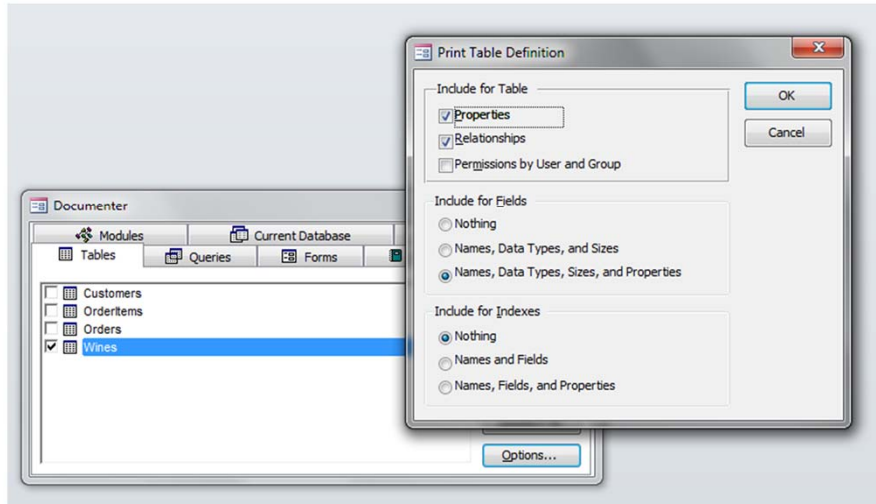 Print Table Definition
Include for Table
Properties
Relationships
Permissions by User and Group
OK
Cancel
Include for Fields
Nothing
Names, Data Types, and Sizes
Names, Data Types, Sizes, and Properties
Include for Indexes
Nothing
Names and Fields
Names, Fields, and Properties
Documenter
Modules
Current Database
Tables
Queries
Forms
Customers
OrderItems
Orders
Wines
Options...